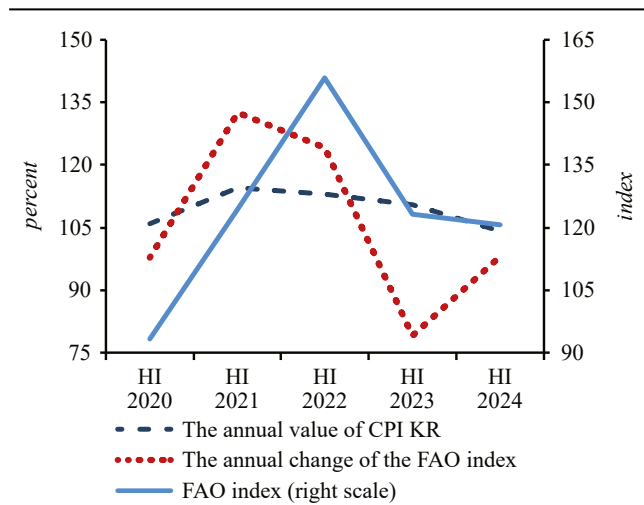 150
135
120
105
90
75
percent
165
150
135
120
105
90
index
HI HI HI HI HI
2020 2021 2022 2023 2024
The annual value of CPI KR
The annual change of the FAO index
FAO index (right scale)